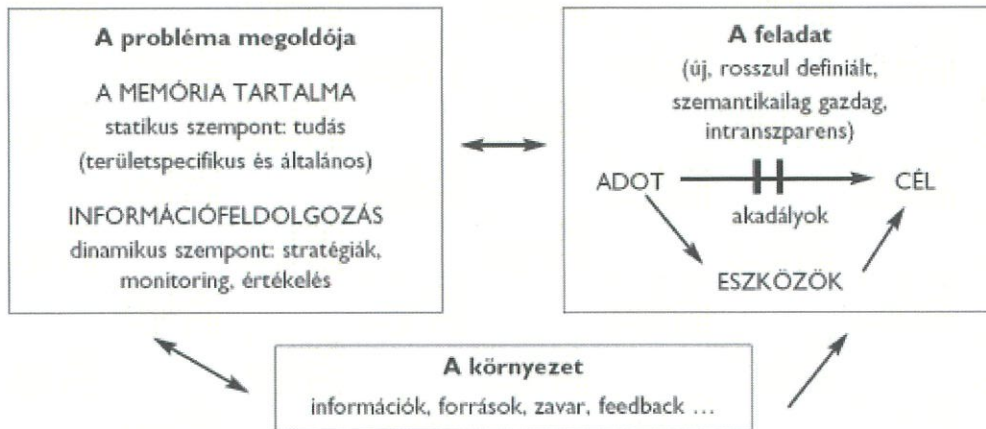 A probléma megoldója
A MEMÓRIA TARTALMA
statikus szempont: tudás
(területspecifikus és általános)
INFORMÁCIÓFELDOLGOZÁS
dinamikus szempont: stratégiák,
monitoring, értékelés
A feladat
(új, rosszul definiált,
szemantikailag gazdag,
intranszparens)
ADOT
CÉL
akadályok
ESZKÖZÖK
A környezet
információk, források, zavar, feedback ...